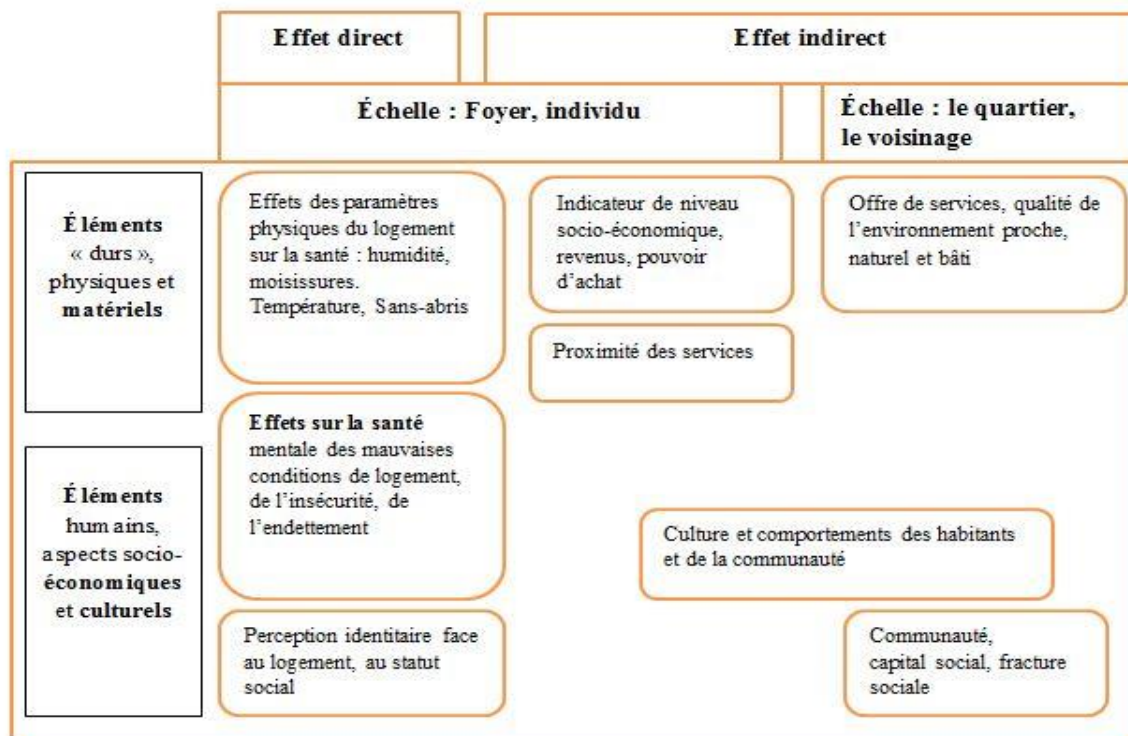 Effet direct
Effet indirect
Échelle : Foyer, individu
Échelle : le quartier,
le voisinage
Éléments
« durs »,
physiques et
matériels
Effets des paramètres
physiques du logement
sur la santé : humidité,
moisissures.
Température, Sans-abris
Indicateur de niveau
socio-économique,
revenus, pouvoir
d’achat
Offre de services, qualité de
l’environnement proche,
naturel et bâti
Proximité des services
Éléments
humains,
aspects socio-
économiques
et culturels
Effets sur la santé
mentale des mauvaises
conditions de logement,
de l’insécurité, de
l’endettement
Culture et comportements des habitants
et de la communauté
Perception identitaire face
au logement, au statut
social
Communauté,
capital social, fracture
sociale